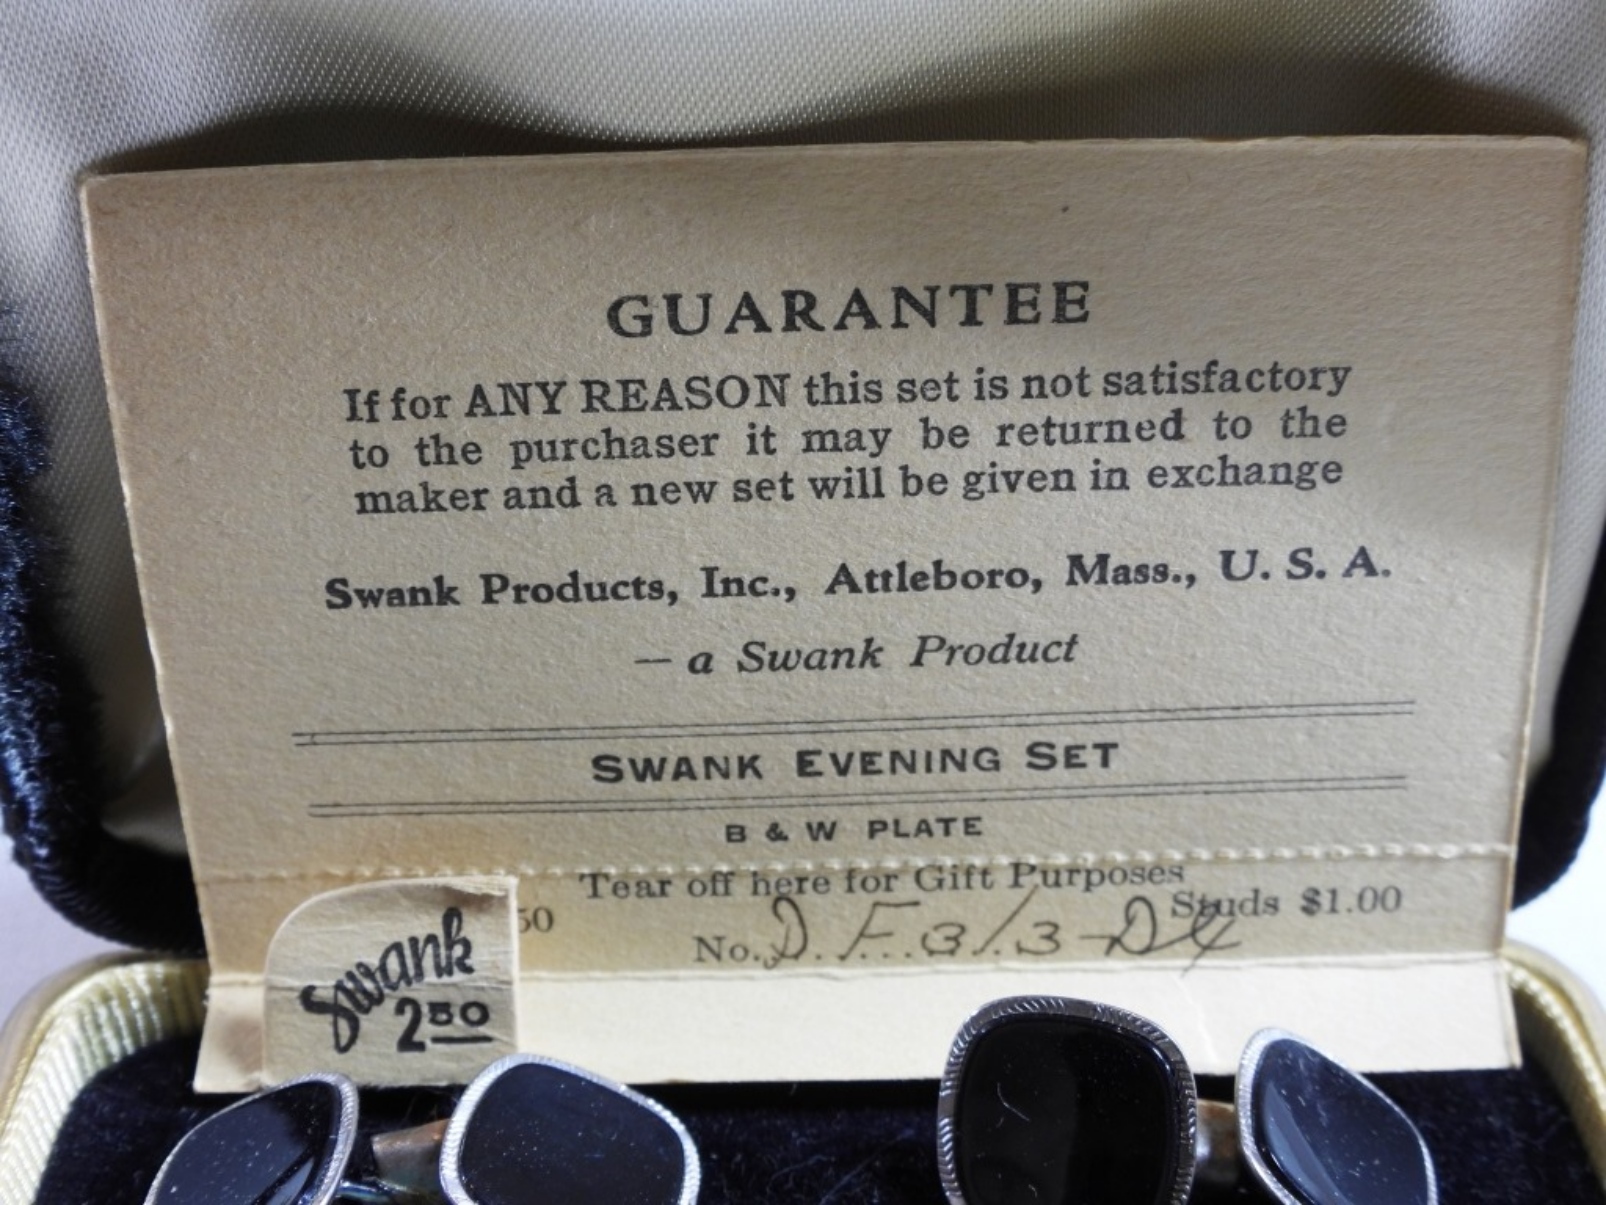 GUARANTEE
If for ANY REASON this set is not satisfactory
to the purchaser it may be returned to the
maker and a new set will be given in exchange
Swank Products, Inc., Attleboro, Mass., U. S. A.
— a Swank Product
SWANK EVENING SET
B & W PLATE
Tear off here for Gift Purposes
50 Studs $1.00
No. D.F. 313-D4
Swank
2 50